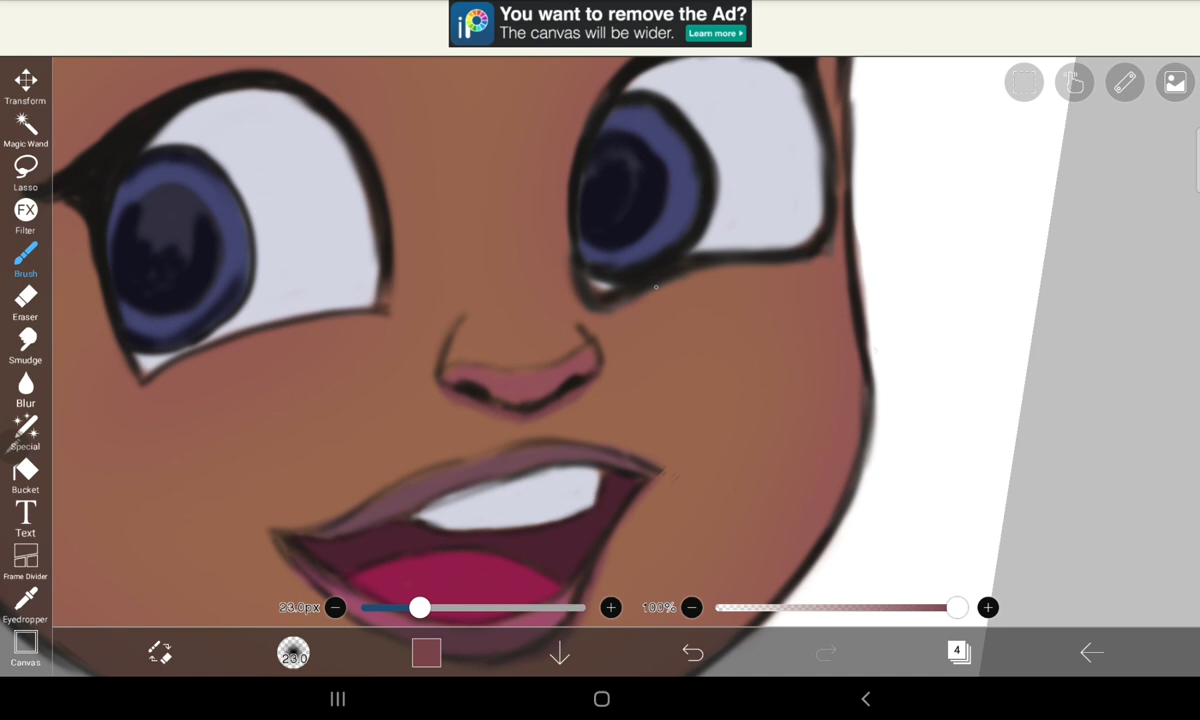 iP
You want to remove the Ad?
The canvas will be wider.
Learn more
Transform
Magic Wand
Lasso
FX
Filter
Brush
Eraser
Smudge
Blur
Special
Bucket
T
Text
Frame Divider
Eyedropper
Canvas
23.0px
100%
23.0
4